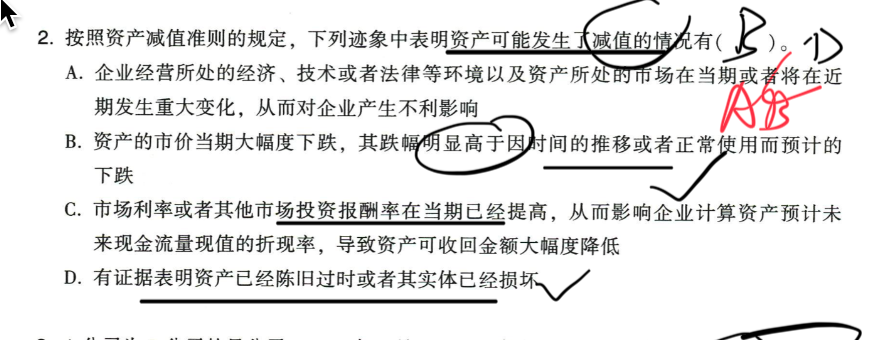 2. 按照资产减值准则的规定，下列迹象中表明资产可能发生了减值的情况有( B )。 D
A. 企业经营所处的经济、技术或者法律等环境以及资产所处的市场在当期或者将在近
期发生重大变化，从而对企业产生不利影响
B. 资产的市价当期大幅度下跌，其跌幅明显高于因时间的推移或者正常使用而预计的
下跌
C. 市场利率或者其他市场投资报酬率在当期已经提高，从而影响企业计算资产预计未
来现金流量现值的折现率，导致资产可收回金额大幅度降低
D. 有证据表明资产已经陈旧过时或者其实体已经损坏